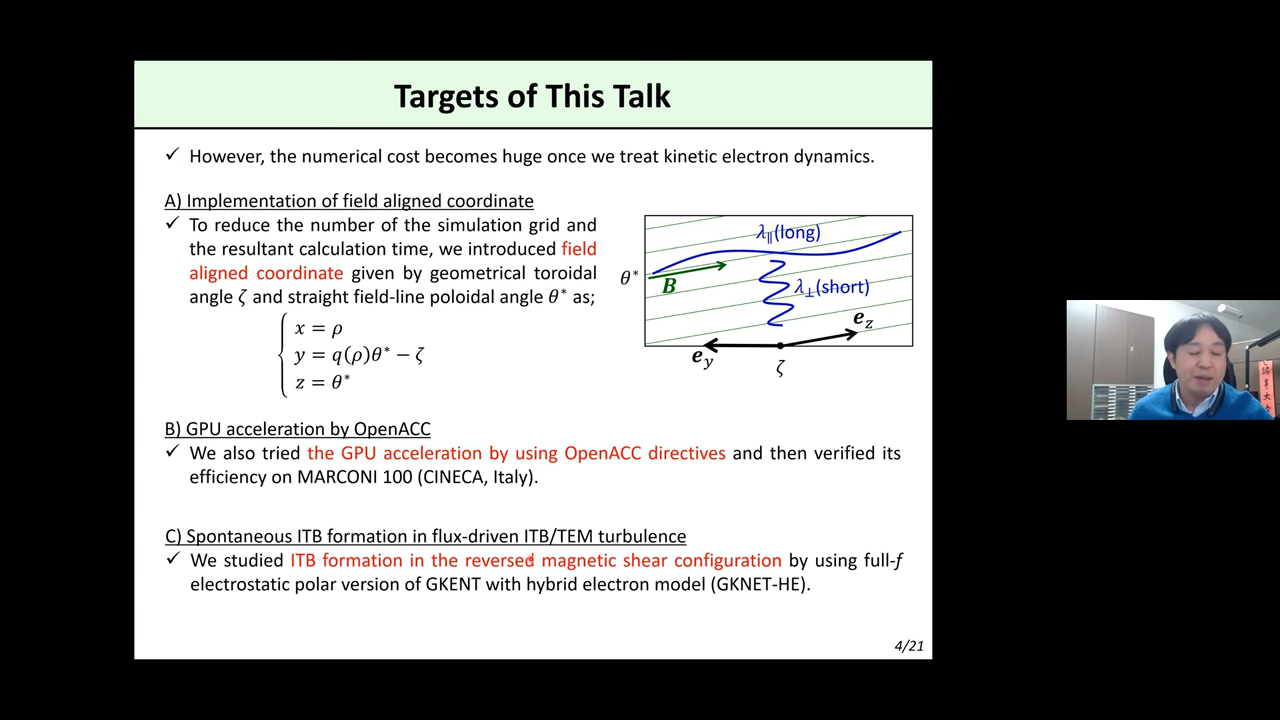 Targets of This Talk
✓ However, the numerical cost becomes huge once we treat kinetic electron dynamics.
A) Implementation of field aligned coordinate
✓ To reduce the number of the simulation grid and
the resultant calculation time, we introduced field
aligned coordinate given by geometrical toroidal
angle ζ and straight field-line poloidal angle θ* as;
x = ρ
y = q(ρ)θ* − ζ
z = θ*
λ∥(long)
θ*
B
λ⊥(short)
e_z
e_y
ζ
B) GPU acceleration by OpenACC
✓ We also tried the GPU acceleration by using OpenACC directives and then verified its
efficiency on MARCONI 100 (CINECA, Italy).
C) Spontaneous ITB formation in flux-driven ITB/TEM turbulence
✓ We studied ITB formation in the reversed magnetic shear configuration by using full-f
electrostatic polar version of GKENT with hybrid electron model (GKNET-HE).
4/21